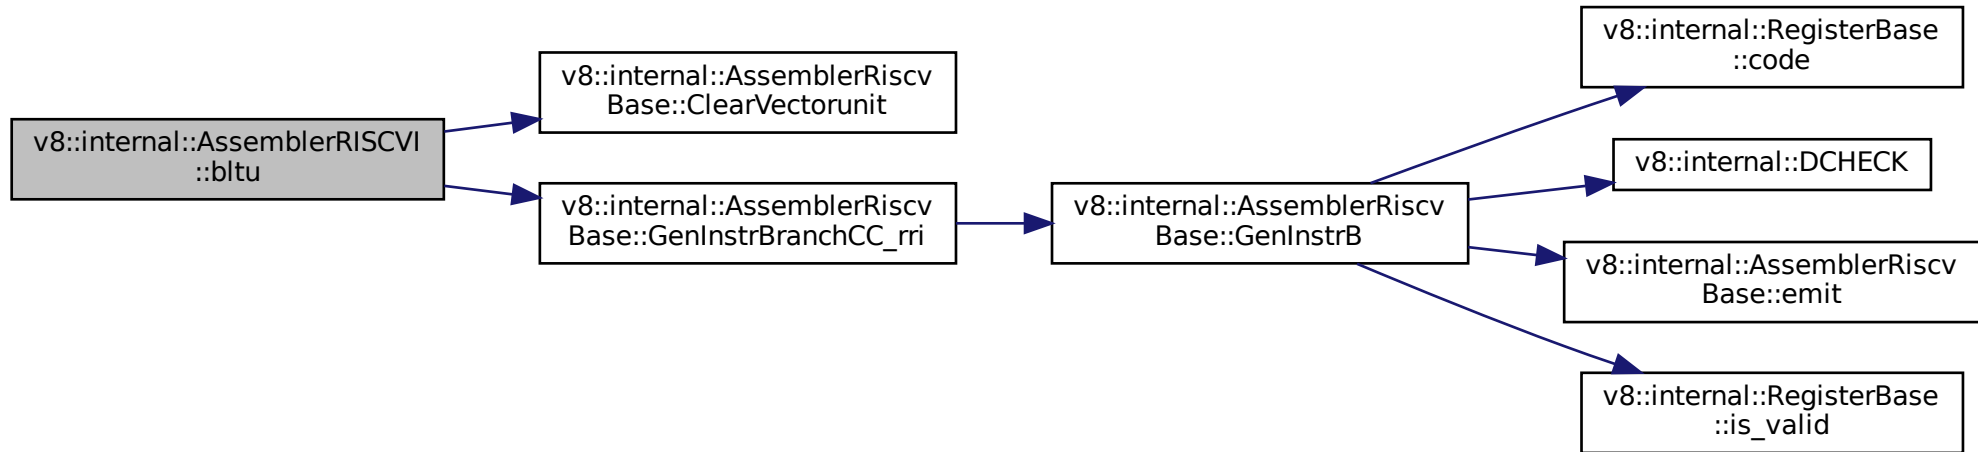 v8::internal::AssemblerRISCVI
::bltu
v8::internal::AssemblerRiscv
Base::ClearVectorunit
v8::internal::AssemblerRiscv
Base::GenInstrBranchCC_rri
v8::internal::AssemblerRiscv
Base::GenInstrB
v8::internal::RegisterBase
::code
v8::internal::DCHECK
v8::internal::AssemblerRiscv
Base::emit
v8::internal::RegisterBase
::is_valid